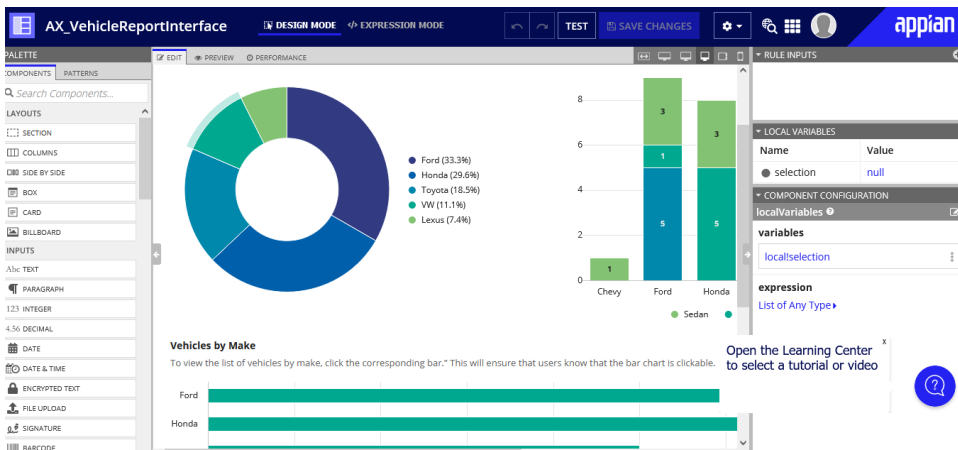 AX_VehicleReportInterface
DESIGN MODE
</> EXPRESSION MODE
TEST
SAVE CHANGES
appian
PALETTE
COMPONENTS PATTERNS
Search Components...
LAYOUTS
SECTION
COLUMNS
SIDE BY SIDE
BOX
CARD
BILLBOARD
INPUTS
Abc TEXT
PARAGRAPH
123 INTEGER
4.56 DECIMAL
DATE
DATE & TIME
ENCRYPTED TEXT
FILE UPLOAD
SIGNATURE
BARCODE
EDIT PREVIEW PERFORMANCE
Ford (33.3%)
Honda (29.6%)
Toyota (18.5%)
VW (11.1%)
Lexus (7.4%)
8
6
4
2
0
3
1
5
3
5
1
Chevy Ford Honda
Sedan
Vehicles by Make
To view the list of vehicles by make, click the corresponding bar." This will ensure that users know that the bar chart is clickable.
Ford
Honda
RULE INPUTS
LOCAL VARIABLES
Name Value
selection null
COMPONENT CONFIGURATION
localVariables
variables
local!selection
expression
List of Any Type
x
Open the Learning Center
to select a tutorial or video
?